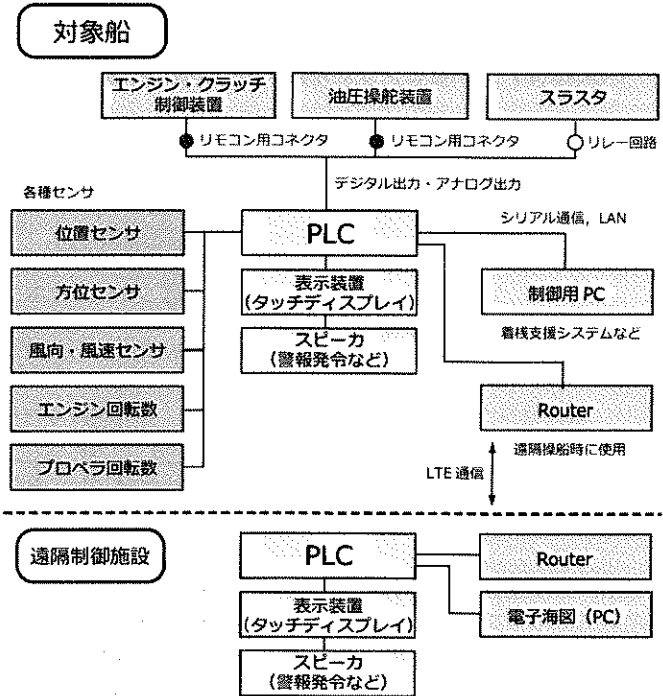 対象船
エンジン・クラッチ
制御装置
油圧操舵装置
スラスタ
リモコン用コネクタ
リモコン用コネクタ
リレー回路
デジタル出力・アナログ出力
各種センサ
位置センサ
方位センサ
風向・風速センサ
エンジン回転数
プロペラ回転数
PLC
表示装置
(タッチディスプレイ)
スピーカ
(警報発令など)
シリアル通信, LAN
制御用 PC
着桟支援システムなど
Router
遠隔操船時に使用
LTE 通信
遠隔制御施設
PLC
表示装置
(タッチディスプレイ)
スピーカ
(警報発令など)
Router
電子海図 (PC)